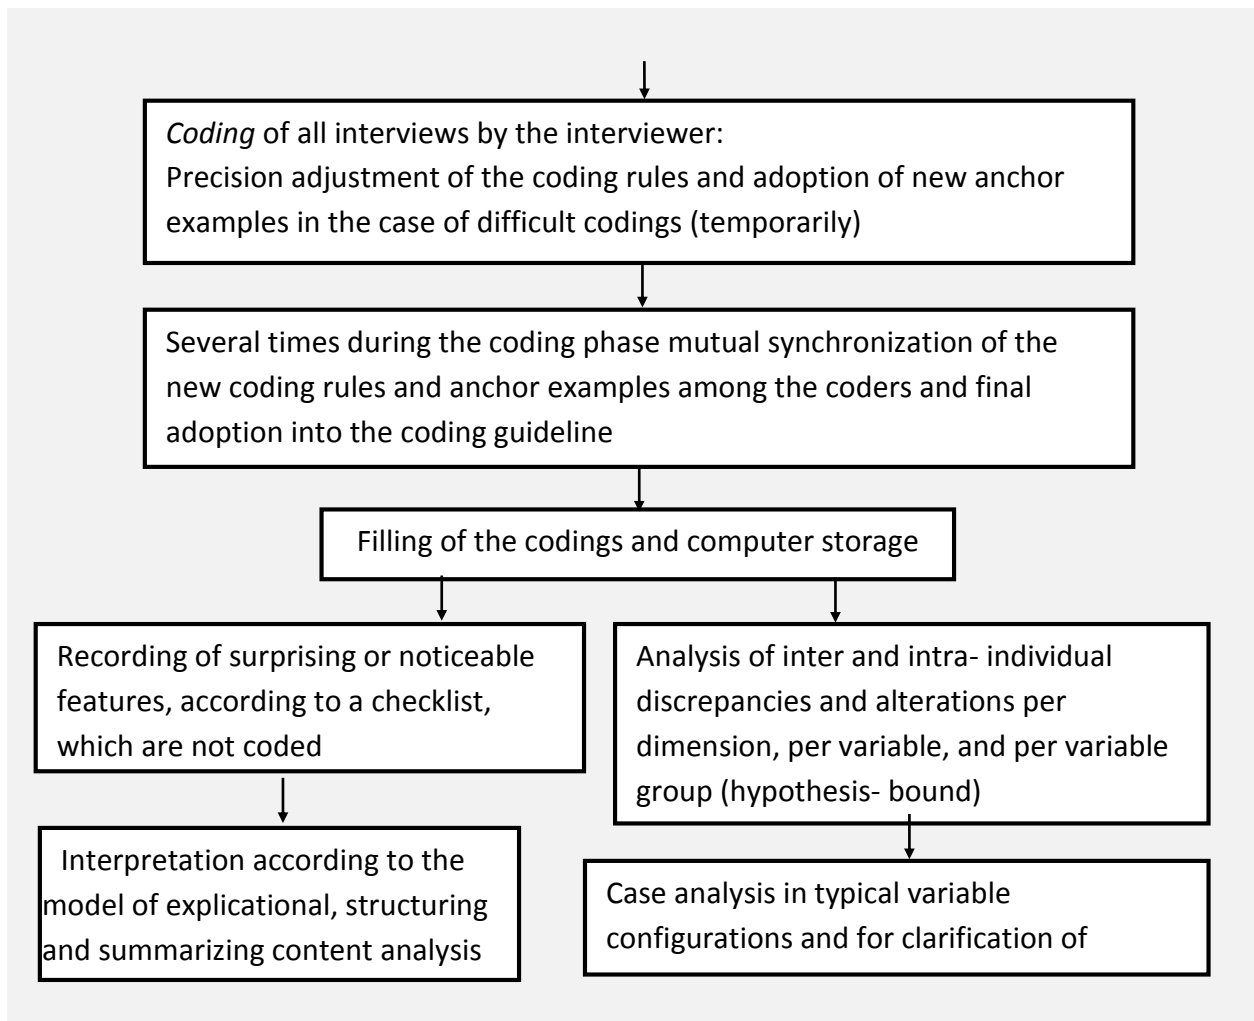 Coding of all interviews by the interviewer:
Precision adjustment of the coding rules and adoption of new anchor
examples in the case of difficult codings (temporarily)
Several times during the coding phase mutual synchronization of the
new coding rules and anchor examples among the coders and final
adoption into the coding guideline
Filling of the codings and computer storage
Recording of surprising or noticeable
features, according to a checklist,
which are not coded
Analysis of inter and intra- individual
discrepancies and alterations per
dimension, per variable, and per variable
group (hypothesis- bound)
Interpretation according to the
model of explicational, structuring
and summarizing content analysis
Case analysis in typical variable
configurations and for clarification of